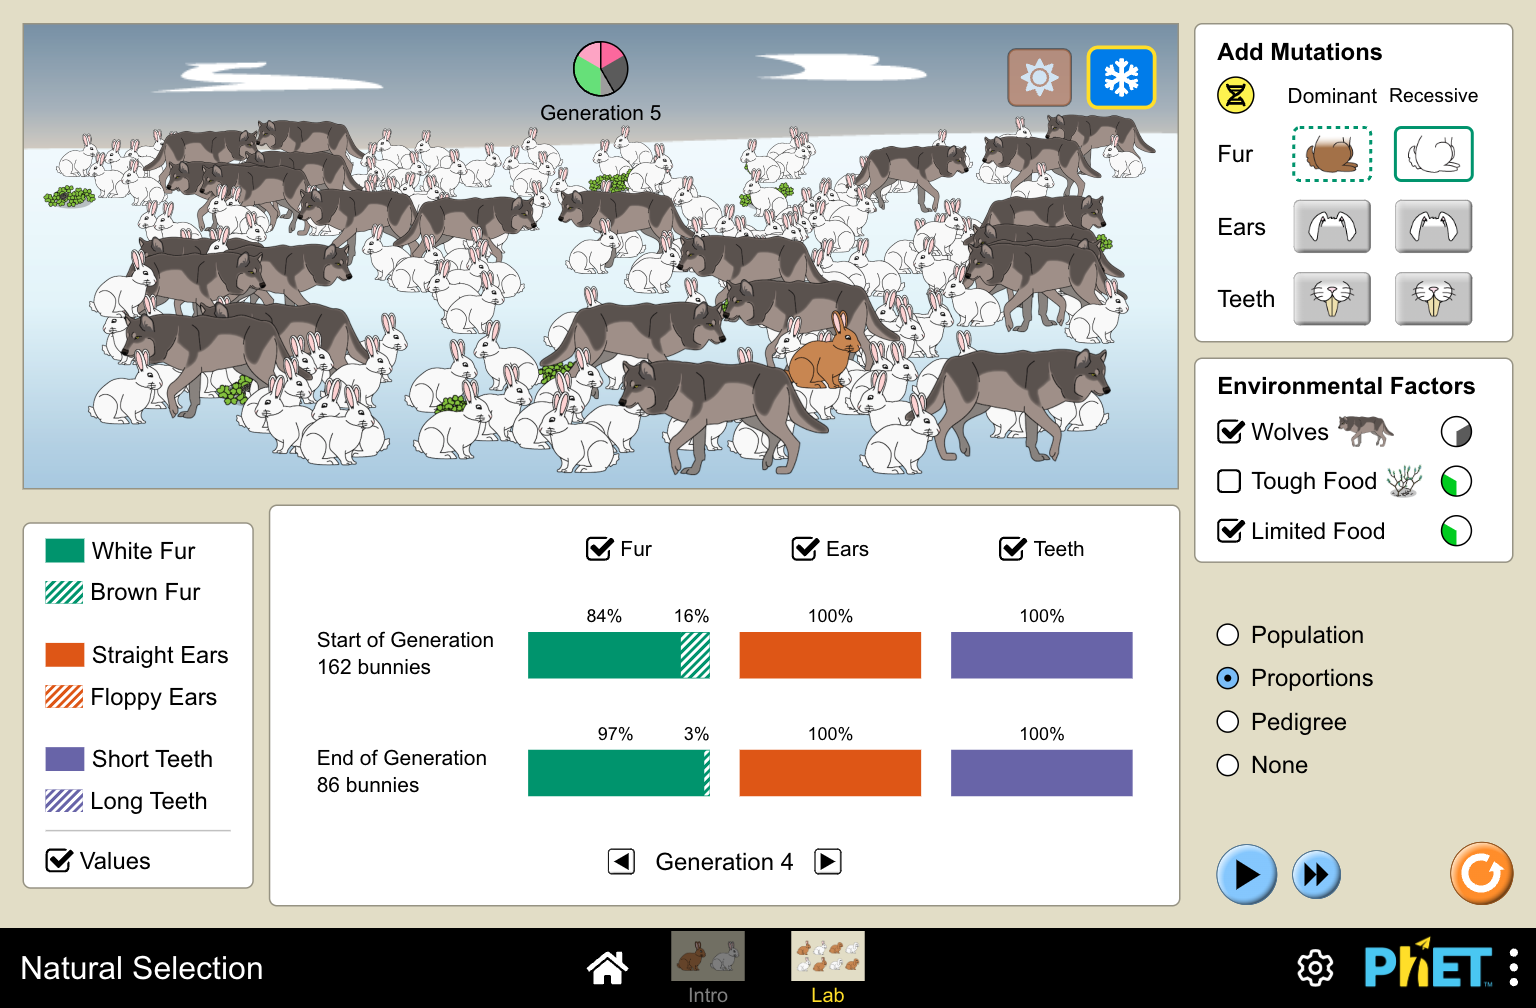 Generation 5
Add Mutations
Dominant Recessive
Fur
Ears
Teeth
Environmental Factors
Wolves
Tough Food
Limited Food
White Fur
Brown Fur
Straight Ears
Floppy Ears
Short Teeth
Long Teeth
Values
Fur Ears Teeth
84% 16% 100% 100%
Start of Generation
162 bunnies
97% 3% 100% 100%
End of Generation
86 bunnies
Generation 4
Population
Proportions
Pedigree
None
Natural Selection
Intro
Lab
PhET